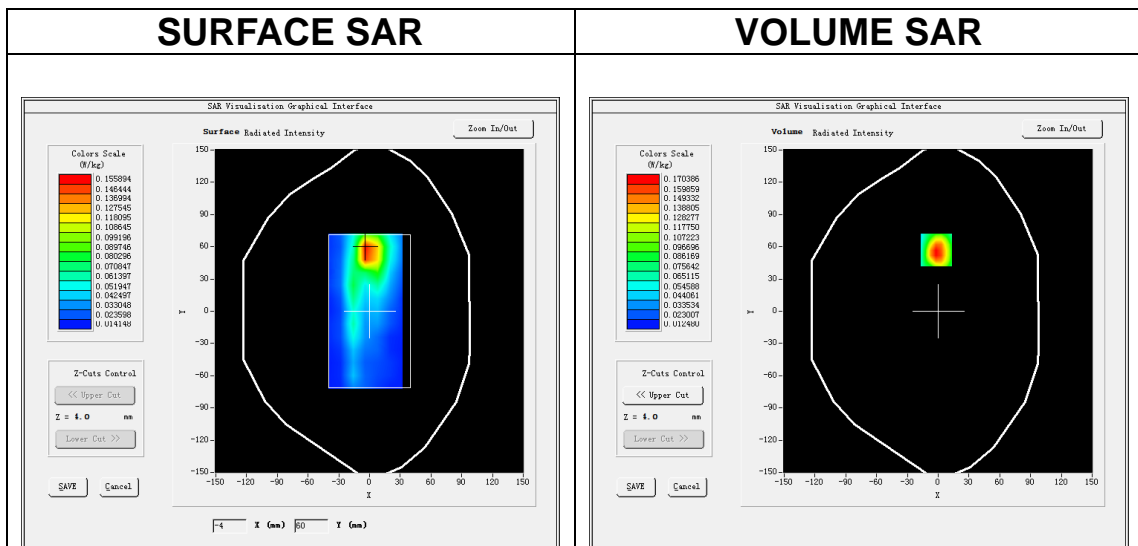 SURFACE SAR
VOLUME SAR
SAR Visualisation Graphical Interface
Surface Radiated Intensity
Zoom In/Out
Colors Scale
(W/kg)
0.155894
0.146444
0.136994
0.127545
0.118095
0.108645
0.099196
0.089746
0.080296
0.070847
0.061397
0.051947
0.042497
0.033048
0.023598
0.014148
150
120
90
60
30
0
-30
-60
-90
-120
-150
Y
-150 -120 -90 -60 -30 0 30 60 90 120 150
X
Z-Cuts Control
<< Upper Cut
Z = 4.0 mm
Lower Cut >>
SAVE Cancel
-4 X (mm) 60 Y (mm)
SAR Visualisation Graphical Interface
Volume Radiated Intensity
Zoom In/Out
Colors Scale
(W/kg)
0.170386
0.159859
0.149332
0.138805
0.128277
0.117750
0.107223
0.096696
0.086169
0.075642
0.065115
0.054588
0.044061
0.033534
0.023007
0.012480
150
120
90
60
30
0
-30
-60
-90
-120
-150
Y
-150 -120 -90 -60 -30 0 30 60 90 120 150
X
Z-Cuts Control
<< Upper Cut
Z = 4.0 mm
Lower Cut >>
SAVE Cancel